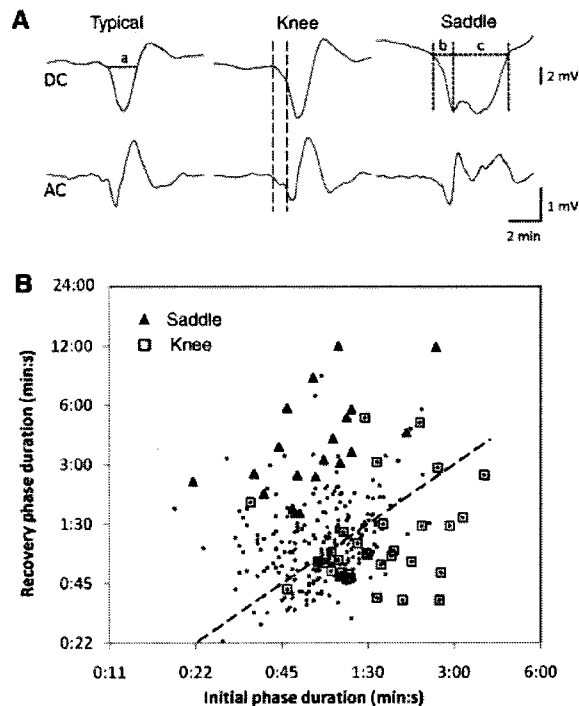 A
Typical
Knee
Saddle
a
b
c
DC
2 mV
AC
1 mV
2 min
B
24:00
12:00
6:00
3:00
1:30
0:45
0:22
Saddle
Knee
Recovery phase duration (min:s)
0:11
0:22
0:45
1:30
3:00
6:00
Initial phase duration (min:s)